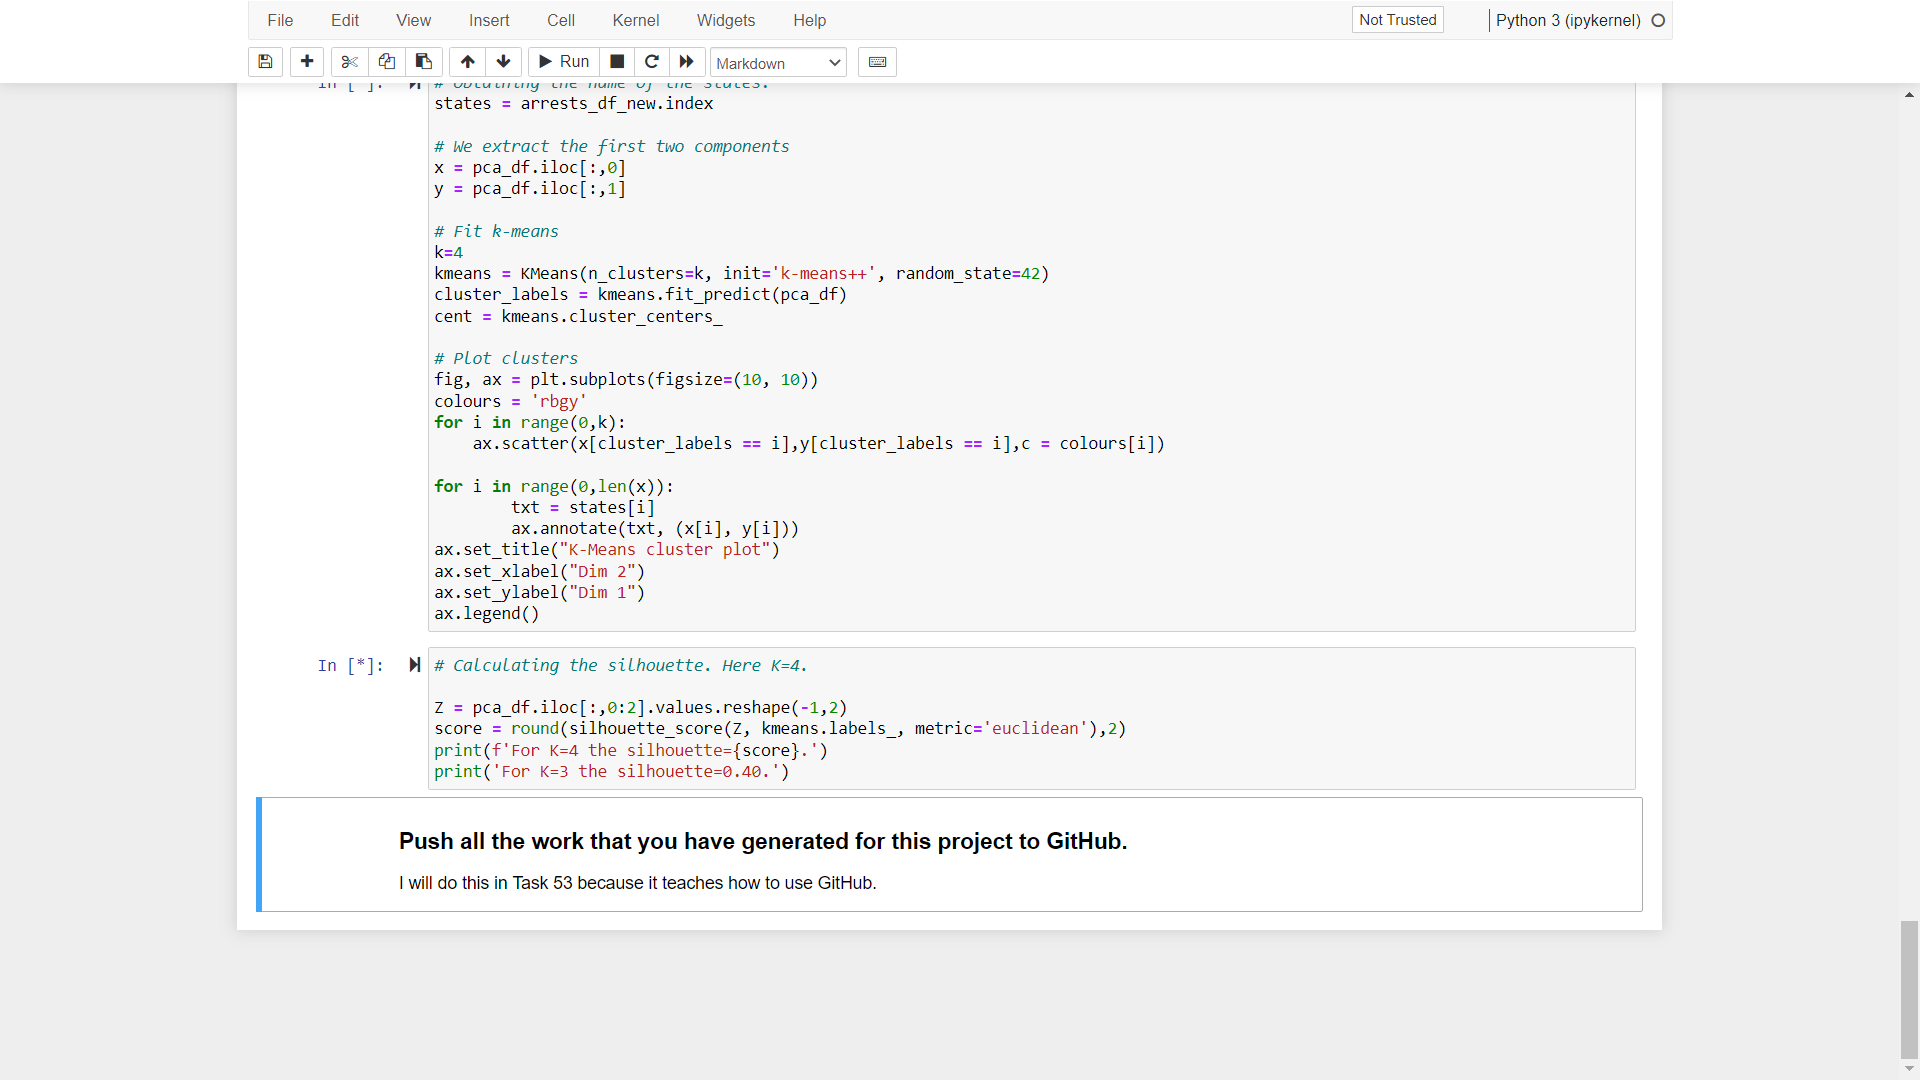 File Edit View Insert Cell Kernel Widgets Help Not Trusted Python 3 (ipykernel)
Run Markdown
In [ ]: # Obtaining the name of the states.
states = arrests_df_new.index
# We extract the first two components
x = pca_df.iloc[:,0]
y = pca_df.iloc[:,1]
# Fit k-means
k=4
kmeans = KMeans(n_clusters=k, init='k-means++', random_state=42)
cluster_labels = kmeans.fit_predict(pca_df)
cent = kmeans.cluster_centers_
# Plot clusters
fig, ax = plt.subplots(figsize=(10, 10))
colours = 'rbgy'
for i in range(0,k):
    ax.scatter(x[cluster_labels == i],y[cluster_labels == i],c = colours[i])
for i in range(0,len(x)):
        txt = states[i]
        ax.annotate(txt, (x[i], y[i]))
ax.set_title("K-Means cluster plot")
ax.set_xlabel("Dim 2")
ax.set_ylabel("Dim 1")
ax.legend()
In [*]: # Calculating the silhouette. Here K=4.
Z = pca_df.iloc[:,0:2].values.reshape(-1,2)
score = round(silhouette_score(Z, kmeans.labels_, metric='euclidean'),2)
print(f'For K=4 the silhouette={score}.')
print('For K=3 the silhouette=0.40.')
Push all the work that you have generated for this project to GitHub.
I will do this in Task 53 because it teaches how to use GitHub.